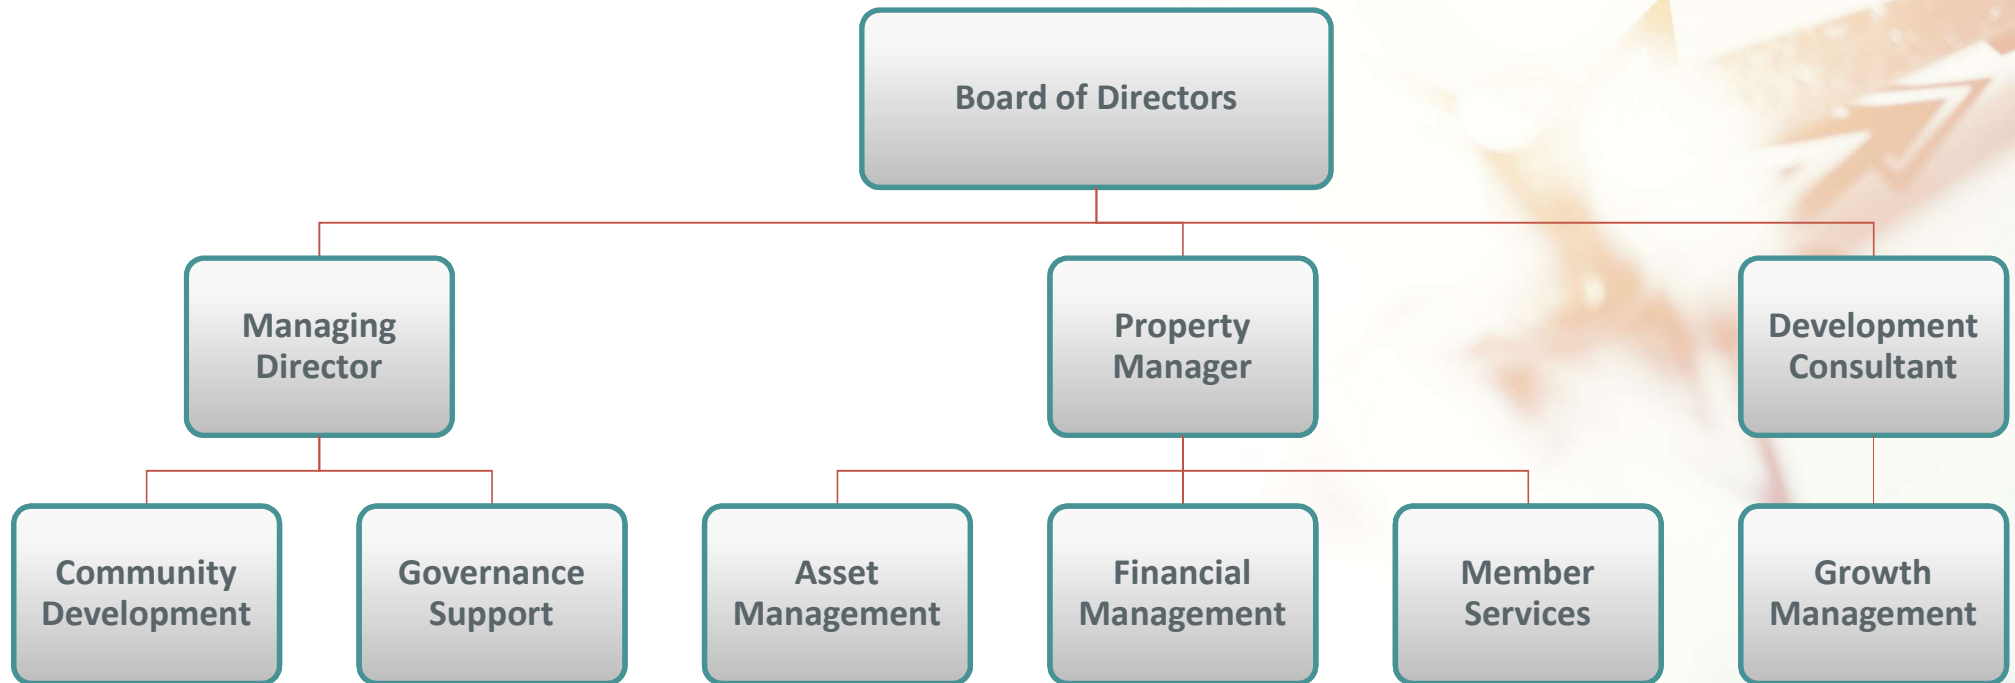 Board of Directors
Managing
Director
Property
Manager
Development
Consultant
Community
Development
Governance
Support
Asset
Management
Financial
Management
Member
Services
Growth
Management